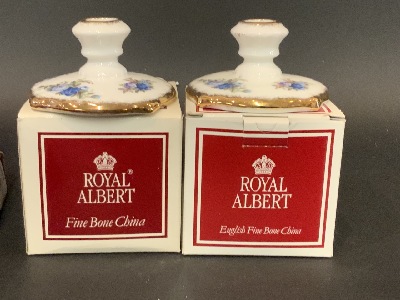 ROYAL®
ALBERT
Fine Bone China
ROYAL
ALBERT
English Fine Bone China